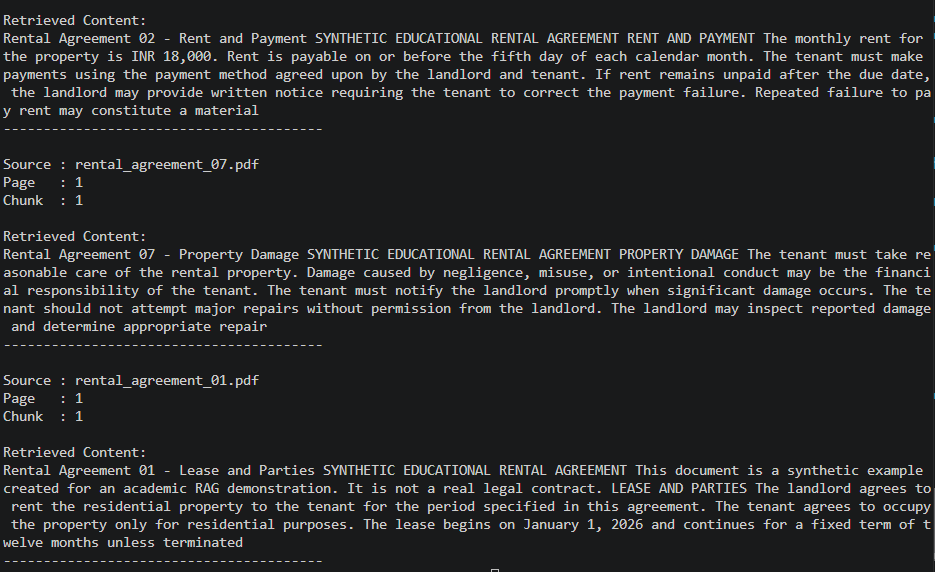 Retrieved Content:
Rental Agreement 02 - Rent and Payment SYNTHETIC EDUCATIONAL RENTAL AGREEMENT RENT AND PAYMENT The monthly rent for
the property is INR 18,000. Rent is payable on or before the fifth day of each calendar month. The tenant must make
payments using the payment method agreed upon by the landlord and tenant. If rent remains unpaid after the due date,
 the landlord may provide written notice requiring the tenant to correct the payment failure. Repeated failure to pa
y rent may constitute a material
----------------------------------------
Source : rental_agreement_07.pdf
Page   : 1
Chunk  : 1
Retrieved Content:
Rental Agreement 07 - Property Damage SYNTHETIC EDUCATIONAL RENTAL AGREEMENT PROPERTY DAMAGE The tenant must take re
asonable care of the rental property. Damage caused by negligence, misuse, or intentional conduct may be the financi
al responsibility of the tenant. The tenant must notify the landlord promptly when significant damage occurs. The te
nant should not attempt major repairs without permission from the landlord. The landlord may inspect reported damage
 and determine appropriate repair
----------------------------------------
Source : rental_agreement_01.pdf
Page   : 1
Chunk  : 1
Retrieved Content:
Rental Agreement 01 - Lease and Parties SYNTHETIC EDUCATIONAL RENTAL AGREEMENT This document is a synthetic example
created for an academic RAG demonstration. It is not a real legal contract. LEASE AND PARTIES The landlord agrees to
 rent the residential property to the tenant for the period specified in this agreement. The tenant agrees to occupy
 the property only for residential purposes. The lease begins on January 1, 2026 and continues for a fixed term of t
welve months unless terminated
----------------------------------------